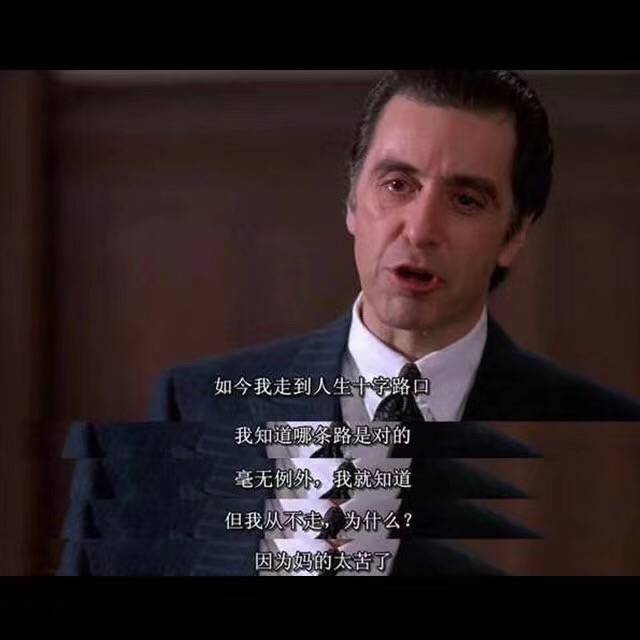 如今我走到人生十字路口
我知道哪条路是对的
毫无例外，我就知道
但我从不走，为什么？
因为妈的太苦了